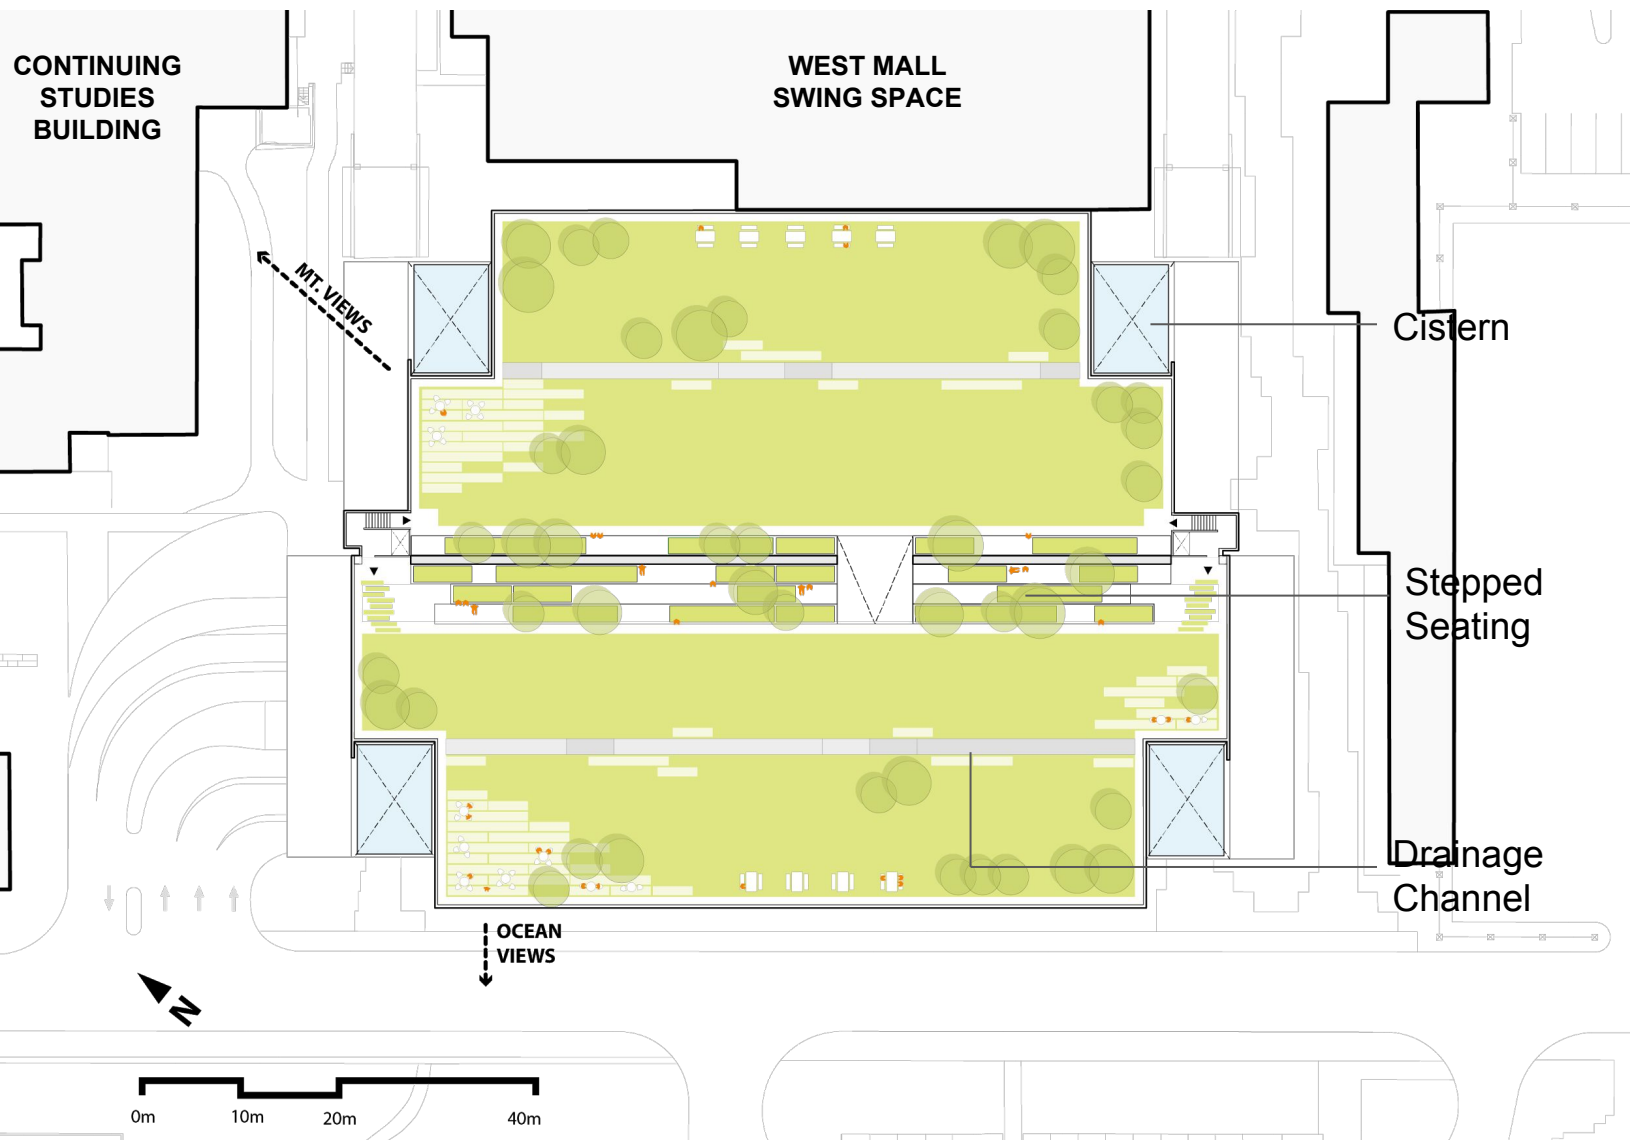 CONTINUING
STUDIES
BUILDING
WEST MALL
SWING SPACE
MT. VIEWS
Cistern
Stepped
Seating
Drainage
Channel
OCEAN
VIEWS
N
0m
10m
20m
40m